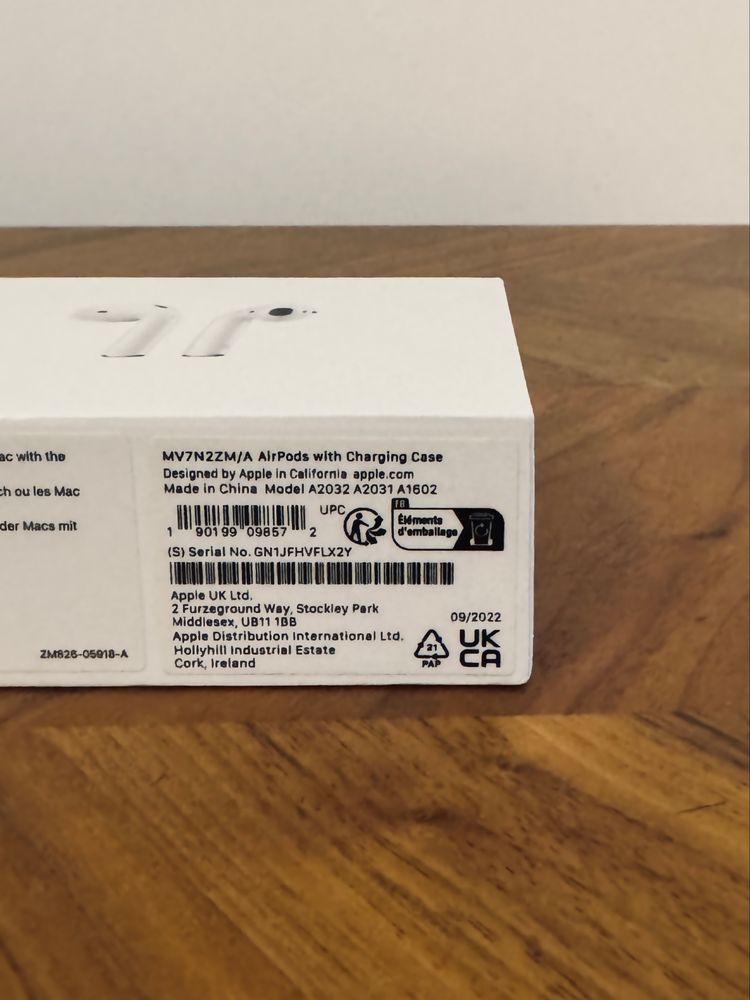 ac with the
ch ou les Mac
der Macs mit
ZM826-05918-A
MV7N2ZM/A AirPods with Charging Case
Designed by Apple in California apple.com
Made in China Model A2032 A2031 A1602
UPC
1 90199 09857 2
FR
Éléments
d'emballage
(S) Serial No. GN1JFHVFLX2Y
Apple UK Ltd.
2 Furzeground Way, Stockley Park
Middlesex, UB11 1BB
Apple Distribution International Ltd.
Hollyhill Industrial Estate
Cork, Ireland
09/2022
21
PAP
UK
CA